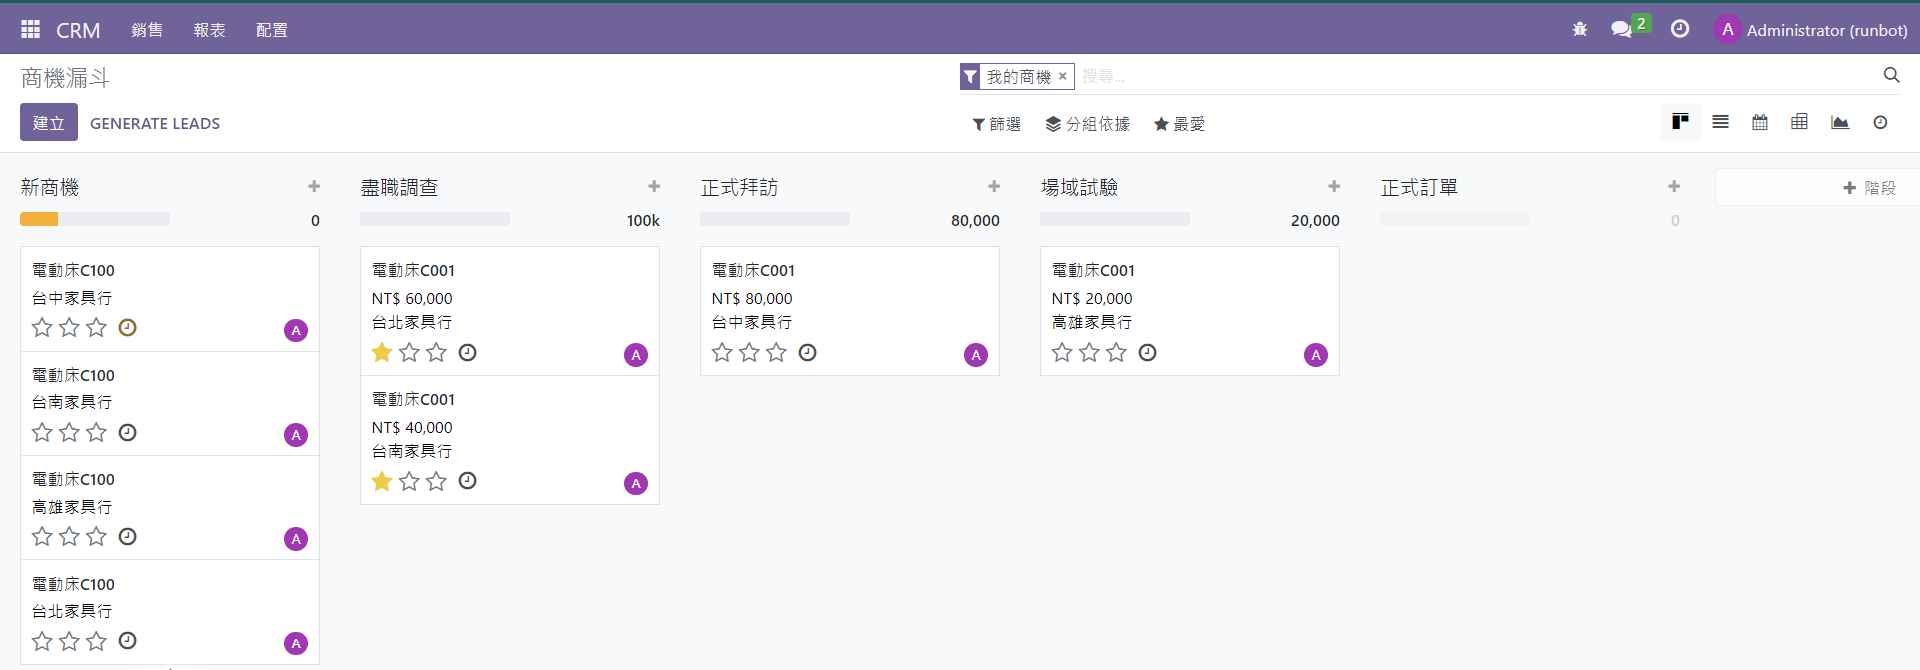 CRM 銷售 報表 配置 2 A Administrator (runbot)
商機漏斗 我的商機 × 搜尋...
建立 GENERATE LEADS 篩選 分組依據 最愛
新商機 +
0
電動床C100
台中家具行
A
電動床C100
台南家具行
A
電動床C100
高雄家具行
A
電動床C100
台北家具行
A
盡職調查 +
100k
電動床C001
NT$ 60,000
台北家具行
A
電動床C001
NT$ 40,000
台南家具行
A
正式拜訪 +
80,000
電動床C001
NT$ 80,000
台中家具行
A
場域試驗 +
20,000
電動床C001
NT$ 20,000
高雄家具行
A
正式訂單 +
0
+ 階段